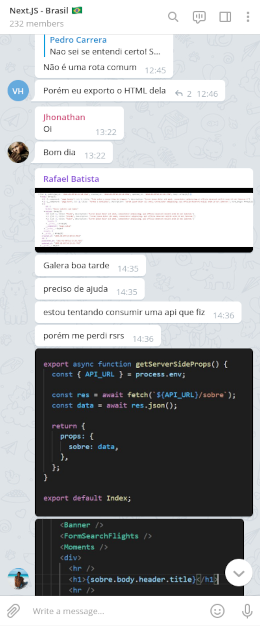 Next.JS - Brasil 🇧🇷
232 members
Pedro Carrera
Nao sei se entendi certo! S...
Não é uma rota comum 12:45
VH
Porém eu exporto o HTML dela 2 12:46
Jhonathan
Oi 13:22
Bom dia 13:22
Rafael Batista
Galera boa tarde 14:35
preciso de ajuda 14:35
estou tentando consumir uma api que fiz 14:36
porém me perdi rsrs 14:36
export async function getServerSideProps() {
const { API_URL } = process.env;
const res = await fetch(`${API_URL}/sobre`);
const data = await res.json();
return {
props: {
sobre: data,
},
};
}
export default Index;
<Banner />
<FormSearchFlights />
<Moments />
<div>
<hr />
<h1>{sobre.body.header.title}</h1>
<hr />
Write a message...